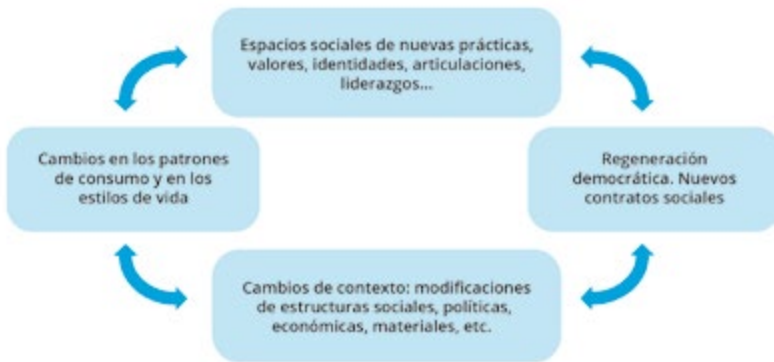 Espacios sociales de nuevas prácticas,
valores, identidades, articulaciones,
liderazgos...
Cambios en los patrones
de consumo y en los
estilos de vida
Regeneración
democrática. Nuevos
contratos sociales
Cambios de contexto: modificaciones
de estructuras sociales, políticas,
económicas, materiales, etc.